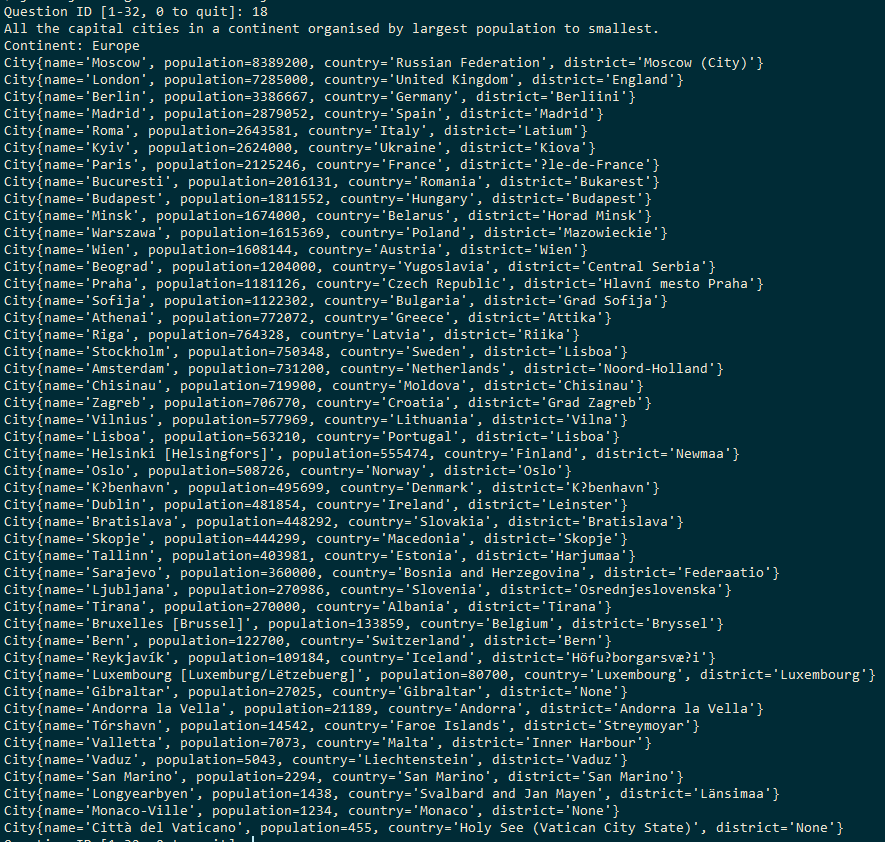 Question ID [1-32, 0 to quit]: 18
All the capital cities in a continent organised by largest population to smallest.
Continent: Europe
City{name='Moscow', population=8389200, country='Russian Federation', district='Moscow (City)'}
City{name='London', population=7285000, country='United Kingdom', district='England'}
City{name='Berlin', population=3386667, country='Germany', district='Berliini'}
City{name='Madrid', population=2879052, country='Spain', district='Madrid'}
City{name='Roma', population=2643581, country='Italy', district='Latium'}
City{name='Kyiv', population=2624000, country='Ukraine', district='Kiova'}
City{name='Paris', population=2125246, country='France', district='?le-de-France'}
City{name='Bucuresti', population=2016131, country='Romania', district='Bukarest'}
City{name='Budapest', population=1811552, country='Hungary', district='Budapest'}
City{name='Minsk', population=1674000, country='Belarus', district='Horad Minsk'}
City{name='Warszawa', population=1615369, country='Poland', district='Mazowieckie'}
City{name='Wien', population=1608144, country='Austria', district='Wien'}
City{name='Beograd', population=1204000, country='Yugoslavia', district='Central Serbia'}
City{name='Praha', population=1181126, country='Czech Republic', district='Hlavní mesto Praha'}
City{name='Sofija', population=1122302, country='Bulgaria', district='Grad Sofija'}
City{name='Athenai', population=772072, country='Greece', district='Attika'}
City{name='Riga', population=764328, country='Latvia', district='Riika'}
City{name='Stockholm', population=750348, country='Sweden', district='Lisboa'}
City{name='Amsterdam', population=731200, country='Netherlands', district='Noord-Holland'}
City{name='Chisinau', population=719900, country='Moldova', district='Chisinau'}
City{name='Zagreb', population=706770, country='Croatia', district='Grad Zagreb'}
City{name='Vilnius', population=577969, country='Lithuania', district='Vilna'}
City{name='Lisboa', population=563210, country='Portugal', district='Lisboa'}
City{name='Helsinki [Helsingfors]', population=555474, country='Finland', district='Newmaa'}
City{name='Oslo', population=508726, country='Norway', district='Oslo'}
City{name='K?benhavn', population=495699, country='Denmark', district='K?benhavn'}
City{name='Dublin', population=481854, country='Ireland', district='Leinster'}
City{name='Bratislava', population=448292, country='Slovakia', district='Bratislava'}
City{name='Skopje', population=444299, country='Macedonia', district='Skopje'}
City{name='Tallinn', population=403981, country='Estonia', district='Harjumaa'}
City{name='Sarajevo', population=360000, country='Bosnia and Herzegovina', district='Federaatio'}
City{name='Ljubljana', population=270986, country='Slovenia', district='Osrednjeslovenska'}
City{name='Tirana', population=270000, country='Albania', district='Tirana'}
City{name='Bruxelles [Brussel]', population=133859, country='Belgium', district='Bryssel'}
City{name='Bern', population=122700, country='Switzerland', district='Bern'}
City{name='Reykjavík', population=109184, country='Iceland', district='Höfu?borgarsvæ?i'}
City{name='Luxembourg [Luxemburg/Lëtzebuerg]', population=80700, country='Luxembourg', district='Luxembourg'}
City{name='Gibraltar', population=27025, country='Gibraltar', district='None'}
City{name='Andorra la Vella', population=21189, country='Andorra', district='Andorra la Vella'}
City{name='Tórshavn', population=14542, country='Faroe Islands', district='Streymoyar'}
City{name='Valletta', population=7073, country='Malta', district='Inner Harbour'}
City{name='Vaduz', population=5043, country='Liechtenstein', district='Vaduz'}
City{name='San Marino', population=2294, country='San Marino', district='San Marino'}
City{name='Longyearbyen', population=1438, country='Svalbard and Jan Mayen', district='Länsimaa'}
City{name='Monaco-Ville', population=1234, country='Monaco', district='None'}
City{name='Città del Vaticano', population=455, country='Holy See (Vatican City State)', district='None'}